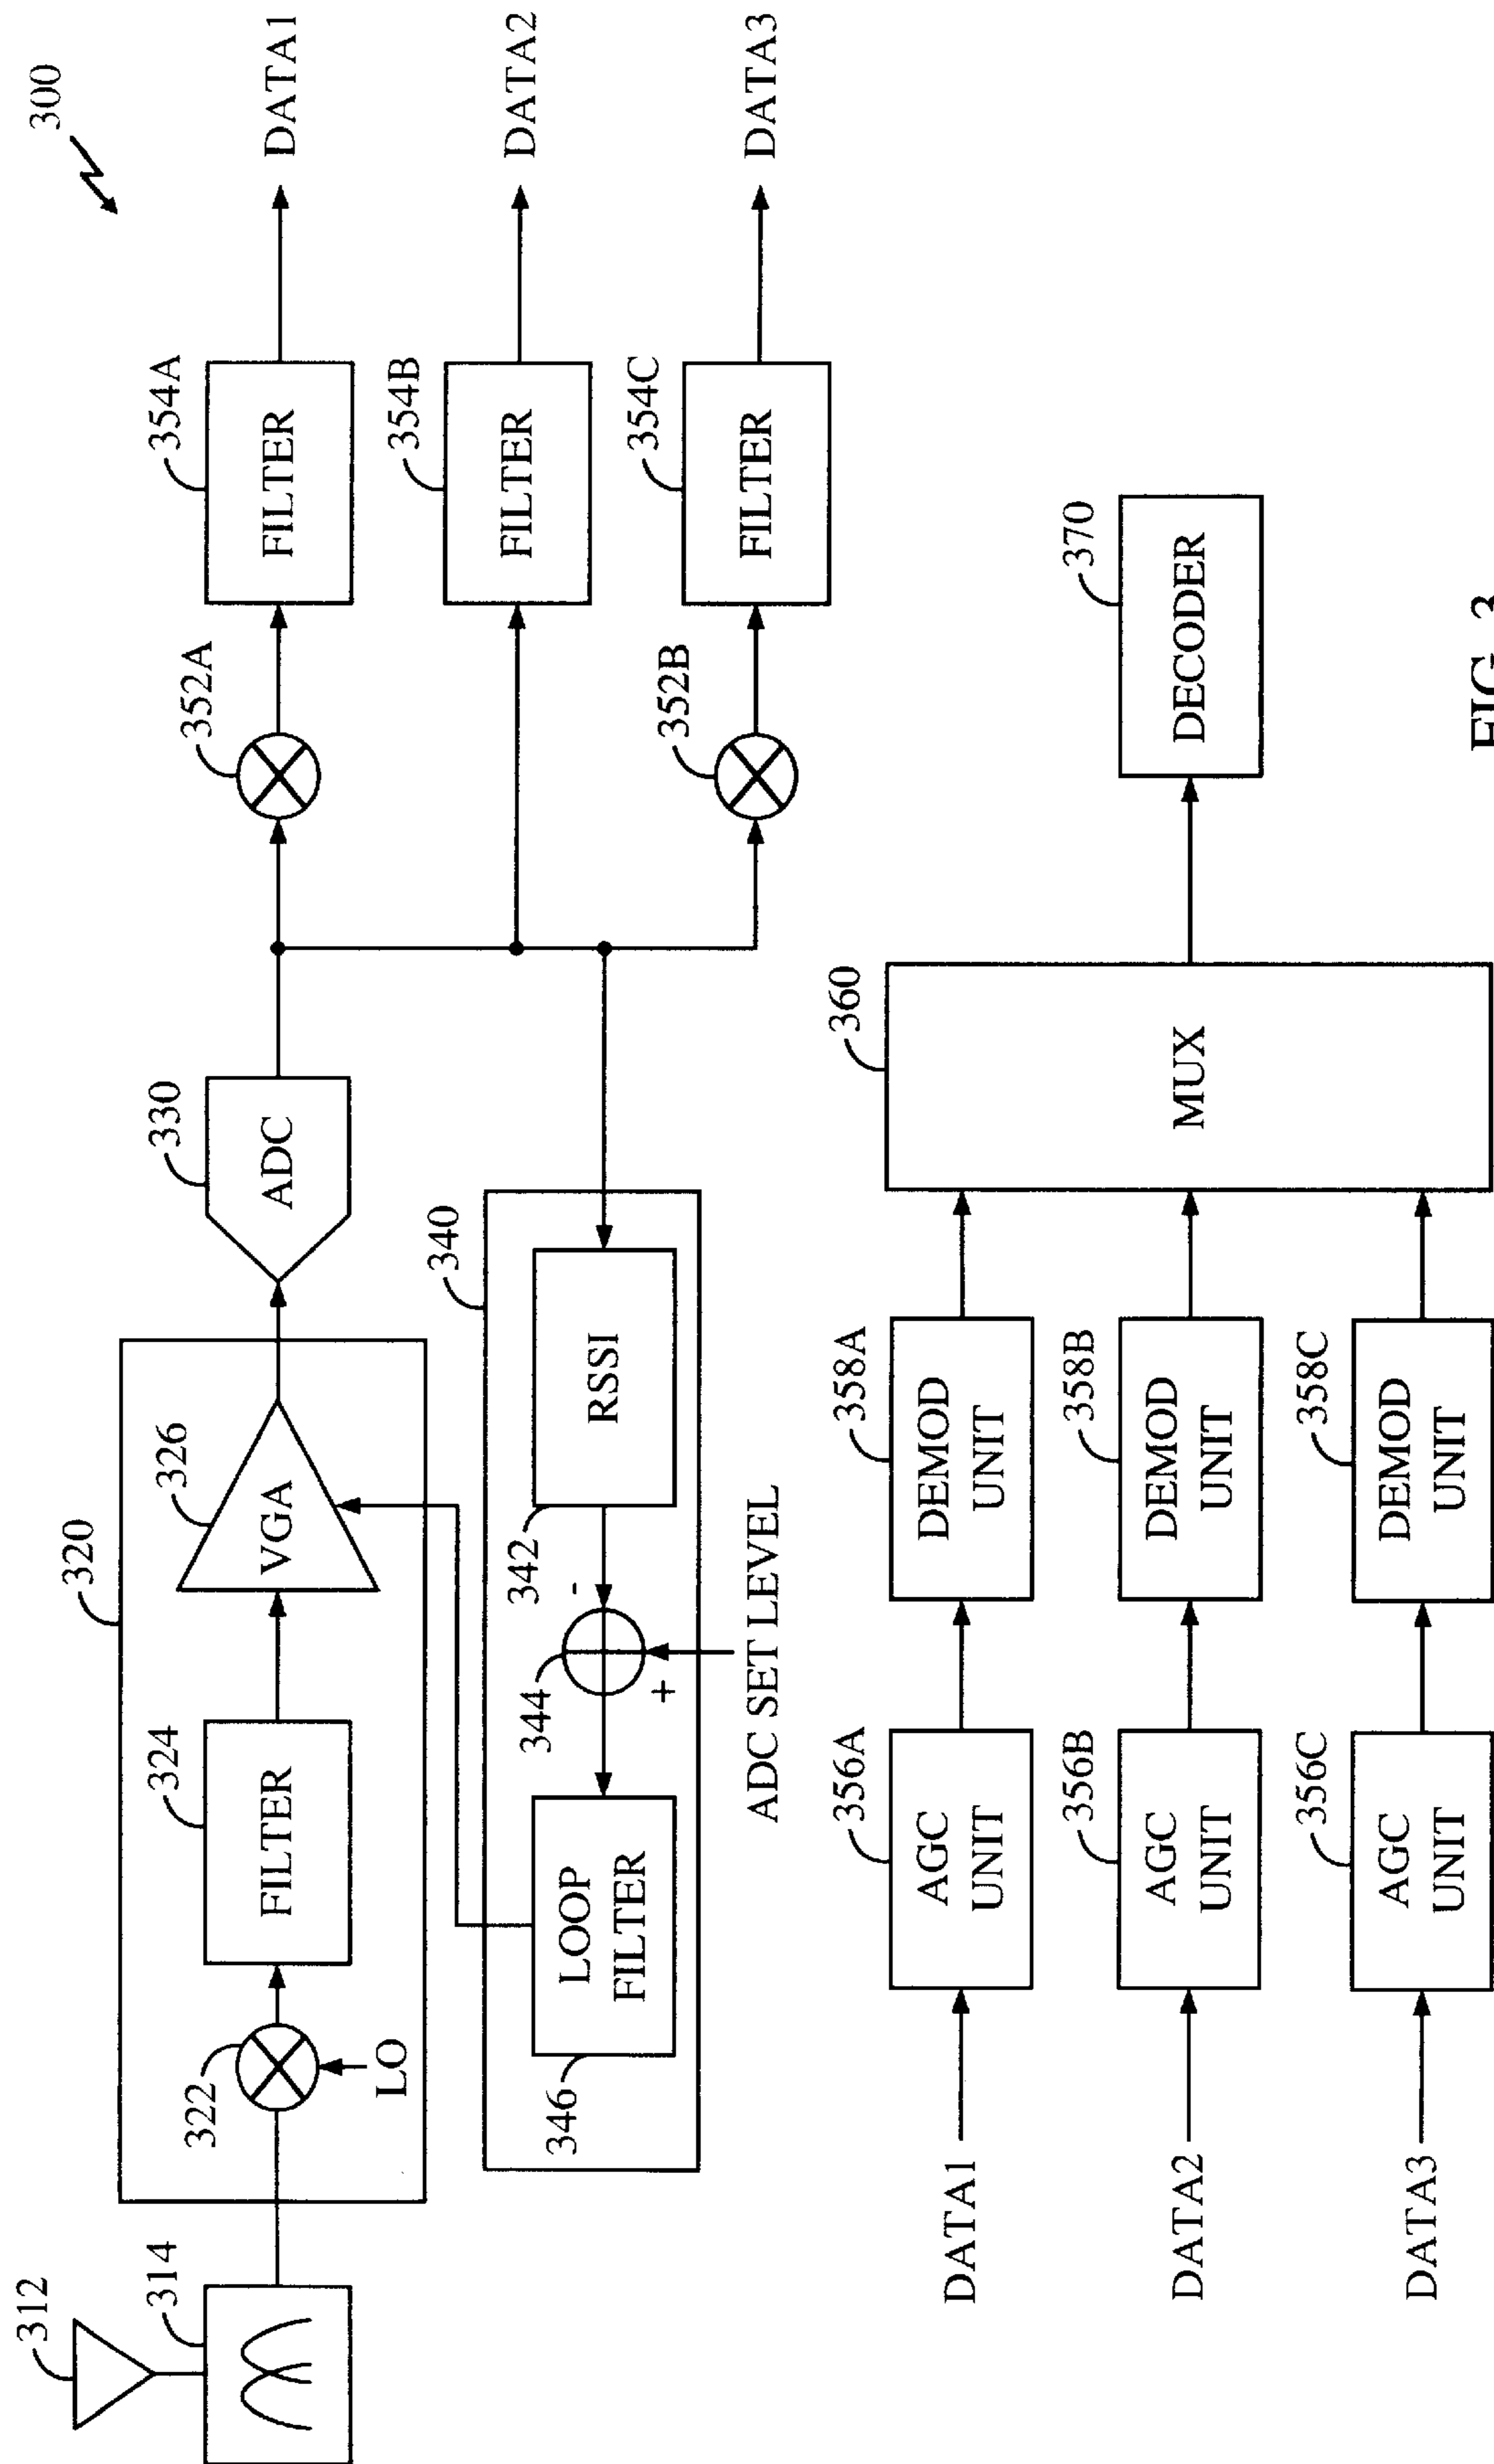 300
312
314
320
322
LO
324
FILTER
326
VGA
330
ADC
340
342
RSSI
344
-
+
ADC SET LEVEL
346
LOOP
FILTER
352A
354A
FILTER
DATA1
354B
FILTER
DATA2
352B
354C
FILTER
DATA3
DATA1
356A
AGC
UNIT
358A
DEMOD
UNIT
DATA2
356B
AGC
UNIT
358B
DEMOD
UNIT
DATA3
356C
AGC
UNIT
358C
DEMOD
UNIT
360
MUX
370
DECODER
FIG. 3